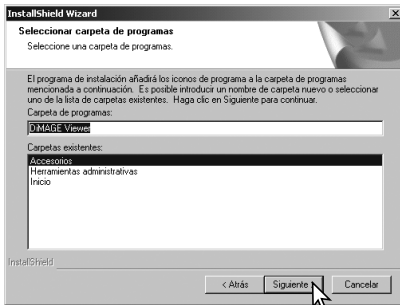 InstallShield Wizard
Seleccionar carpeta de programas
Seleccione una carpeta de programas.
El programa de instalación añadirá los iconos de programa a la carpeta de programas
mencionada a continuación. Es posible introducir un nombre de carpeta nuevo o seleccionar
uno de la lista de carpetas existentes. Haga clic en Siguiente para continuar.
Carpeta de programas:
DiMAGE Viewer
Carpetas existentes:
Accesorios
Herramientas administrativas
Inicio
InstallShield
< Atrás Siguiente > Cancelar